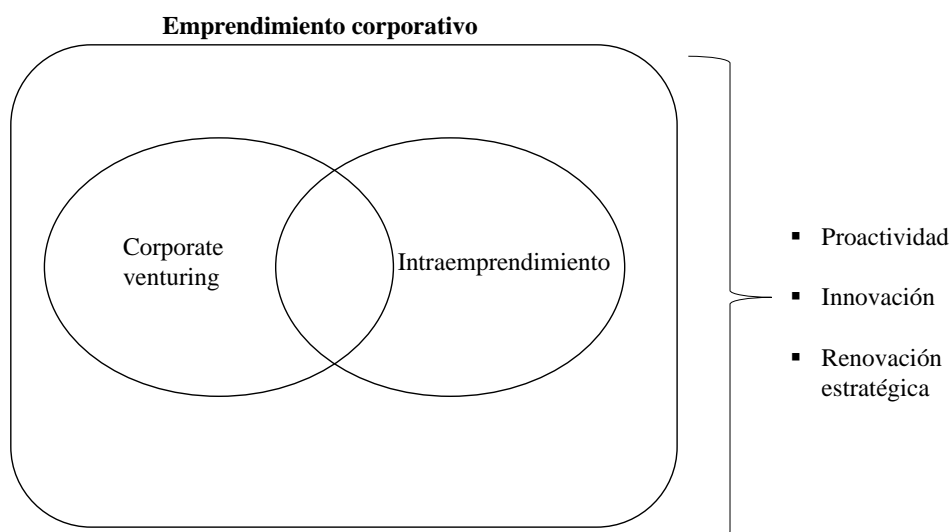 Emprendimiento corporativo
Corporate
venturing
Intraemprendimiento
▪ Proactividad
▪ Innovación
▪ Renovación
estratégica